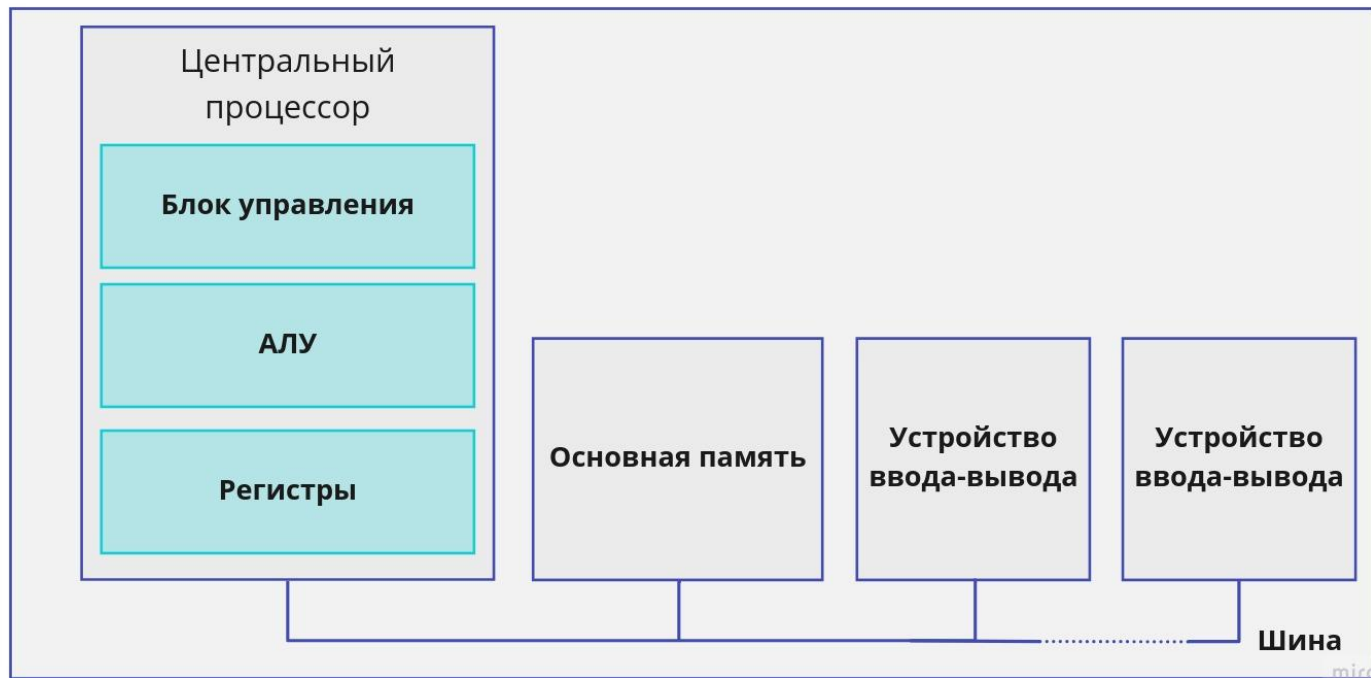 Центральный
процессор
Блок управления
АЛУ
Регистры
Основная память
Устройство
ввода-вывода
Устройство
ввода-вывода
Шина